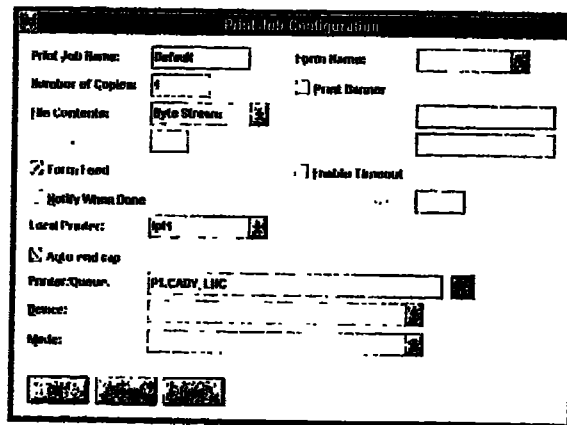 Print Job Configuration
Print Job Name: Default Form Name:
Number of Copies: 1 Print Banner
File Contents: Byte Stream
Form Feed Enable Timeout
Notify When Done
Local Printer: lpt1
Auto end cap
Printer/Queue:
Device:
Mode: